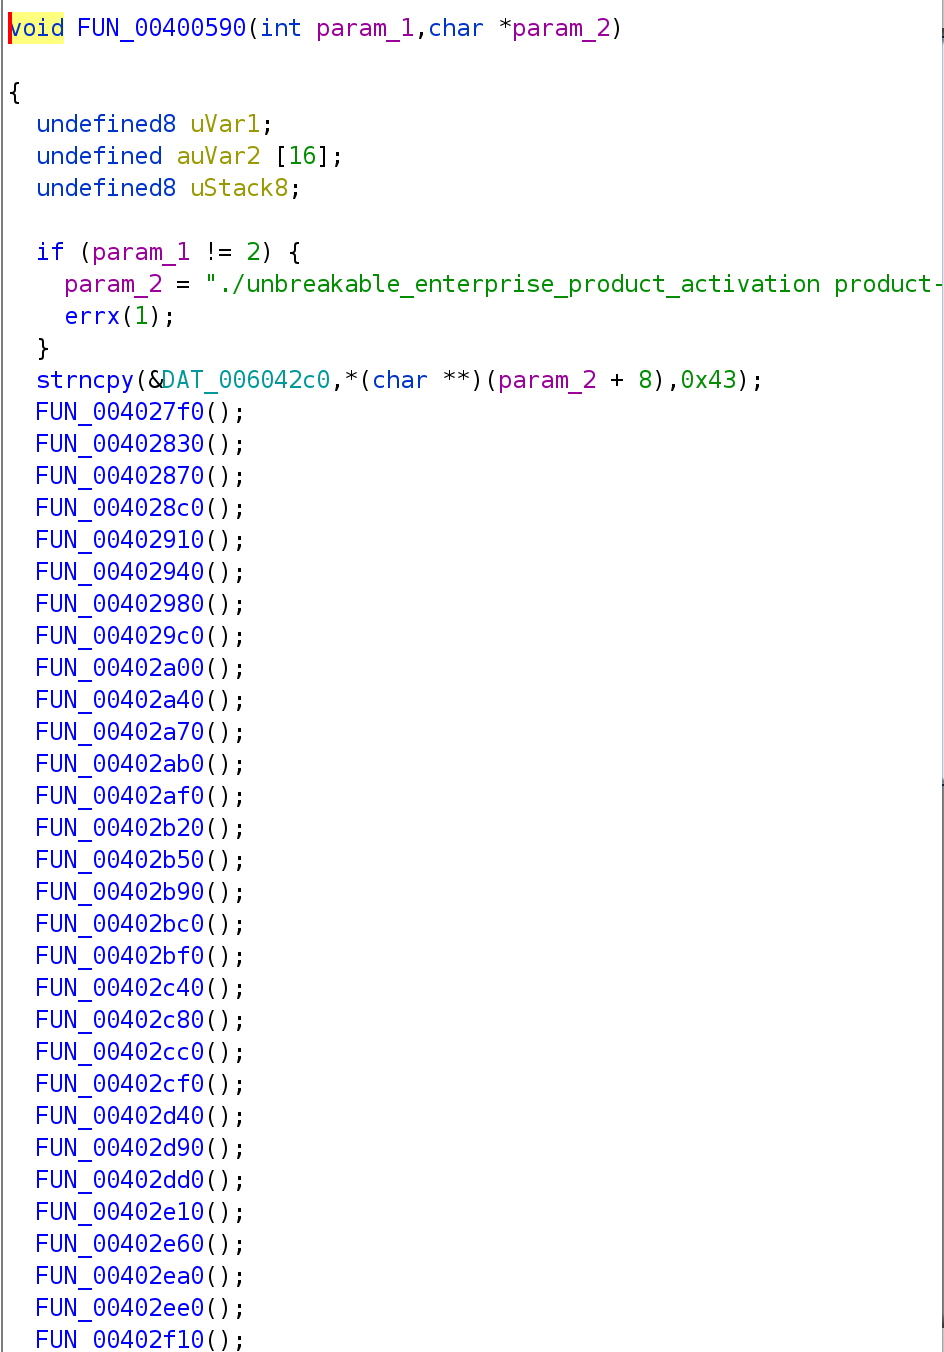 void FUN_00400590(int param_1,char *param_2)
{
undefined8 uVar1;
undefined auVar2 [16];
undefined8 uStack8;
if (param_1 != 2) {
param_2 = "./unbreakable_enterprise_product_activation product-
errx(1);
}
strncpy(&DAT_006042c0,*(char **)(param_2 + 8),0x43);
FUN_004027f0();
FUN_00402830();
FUN_00402870();
FUN_004028c0();
FUN_00402910();
FUN_00402940();
FUN_00402980();
FUN_004029c0();
FUN_00402a00();
FUN_00402a40();
FUN_00402a70();
FUN_00402ab0();
FUN_00402af0();
FUN_00402b20();
FUN_00402b50();
FUN_00402b90();
FUN_00402bc0();
FUN_00402bf0();
FUN_00402c40();
FUN_00402c80();
FUN_00402cc0();
FUN_00402cf0();
FUN_00402d40();
FUN_00402d90();
FUN_00402dd0();
FUN_00402e10();
FUN_00402e60();
FUN_00402ea0();
FUN_00402ee0();
FUN_00402f10();